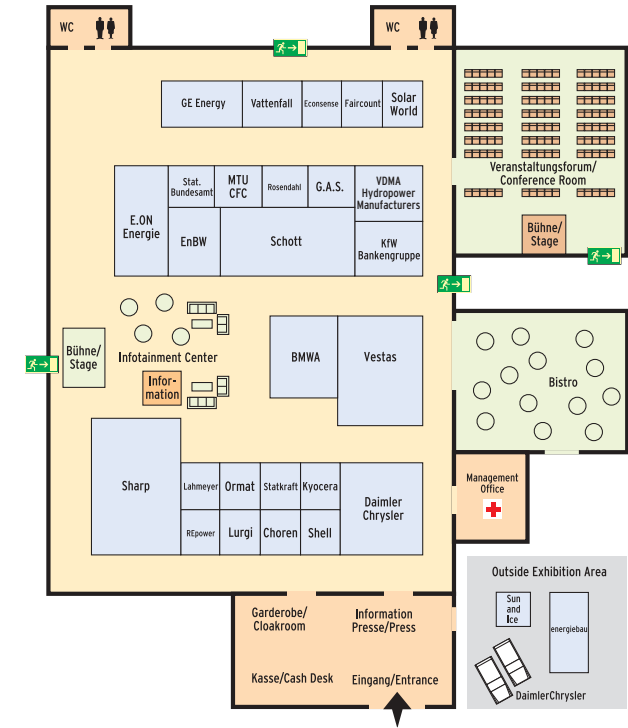 WC
WC
GE Energy
Vattenfall
Econsense
Faircount
Solar
World
Veranstaltungsforum/
Conference Room
Bühne/
Stage
E.ON
Energie
Stat.
Bundesamt
MTU
CFC
Rosendahl
G.A.S.
VDMA
Hydropower
Manufacturers
EnBW
Schott
KfW
Bankengruppe
Bühne/
Stage
Infotainment Center
Infor-
mation
BMWA
Vestas
Bistro
Sharp
Lahmeyer
Ormat
Statkraft
Kyocera
Daimler
Chrysler
REpower
Lurgi
Choren
Shell
Management
Office
Outside Exhibition Area
Sun
and
Ice
energiebau
DaimlerChrysler
Garderobe/
Cloakroom
Information
Presse/Press
Kasse/Cash Desk
Eingang/Entrance